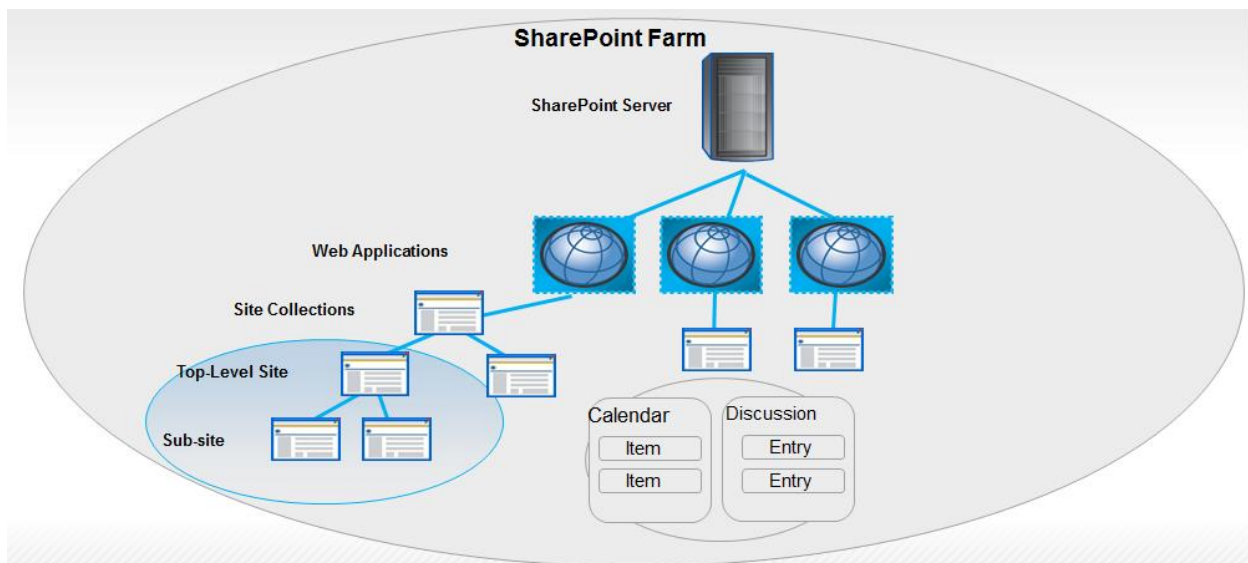 SharePoint Farm
SharePoint Server
Web Applications
Site Collections
Top-Level Site
Sub-site
Calendar
Item
Item
Discussion
Entry
Entry